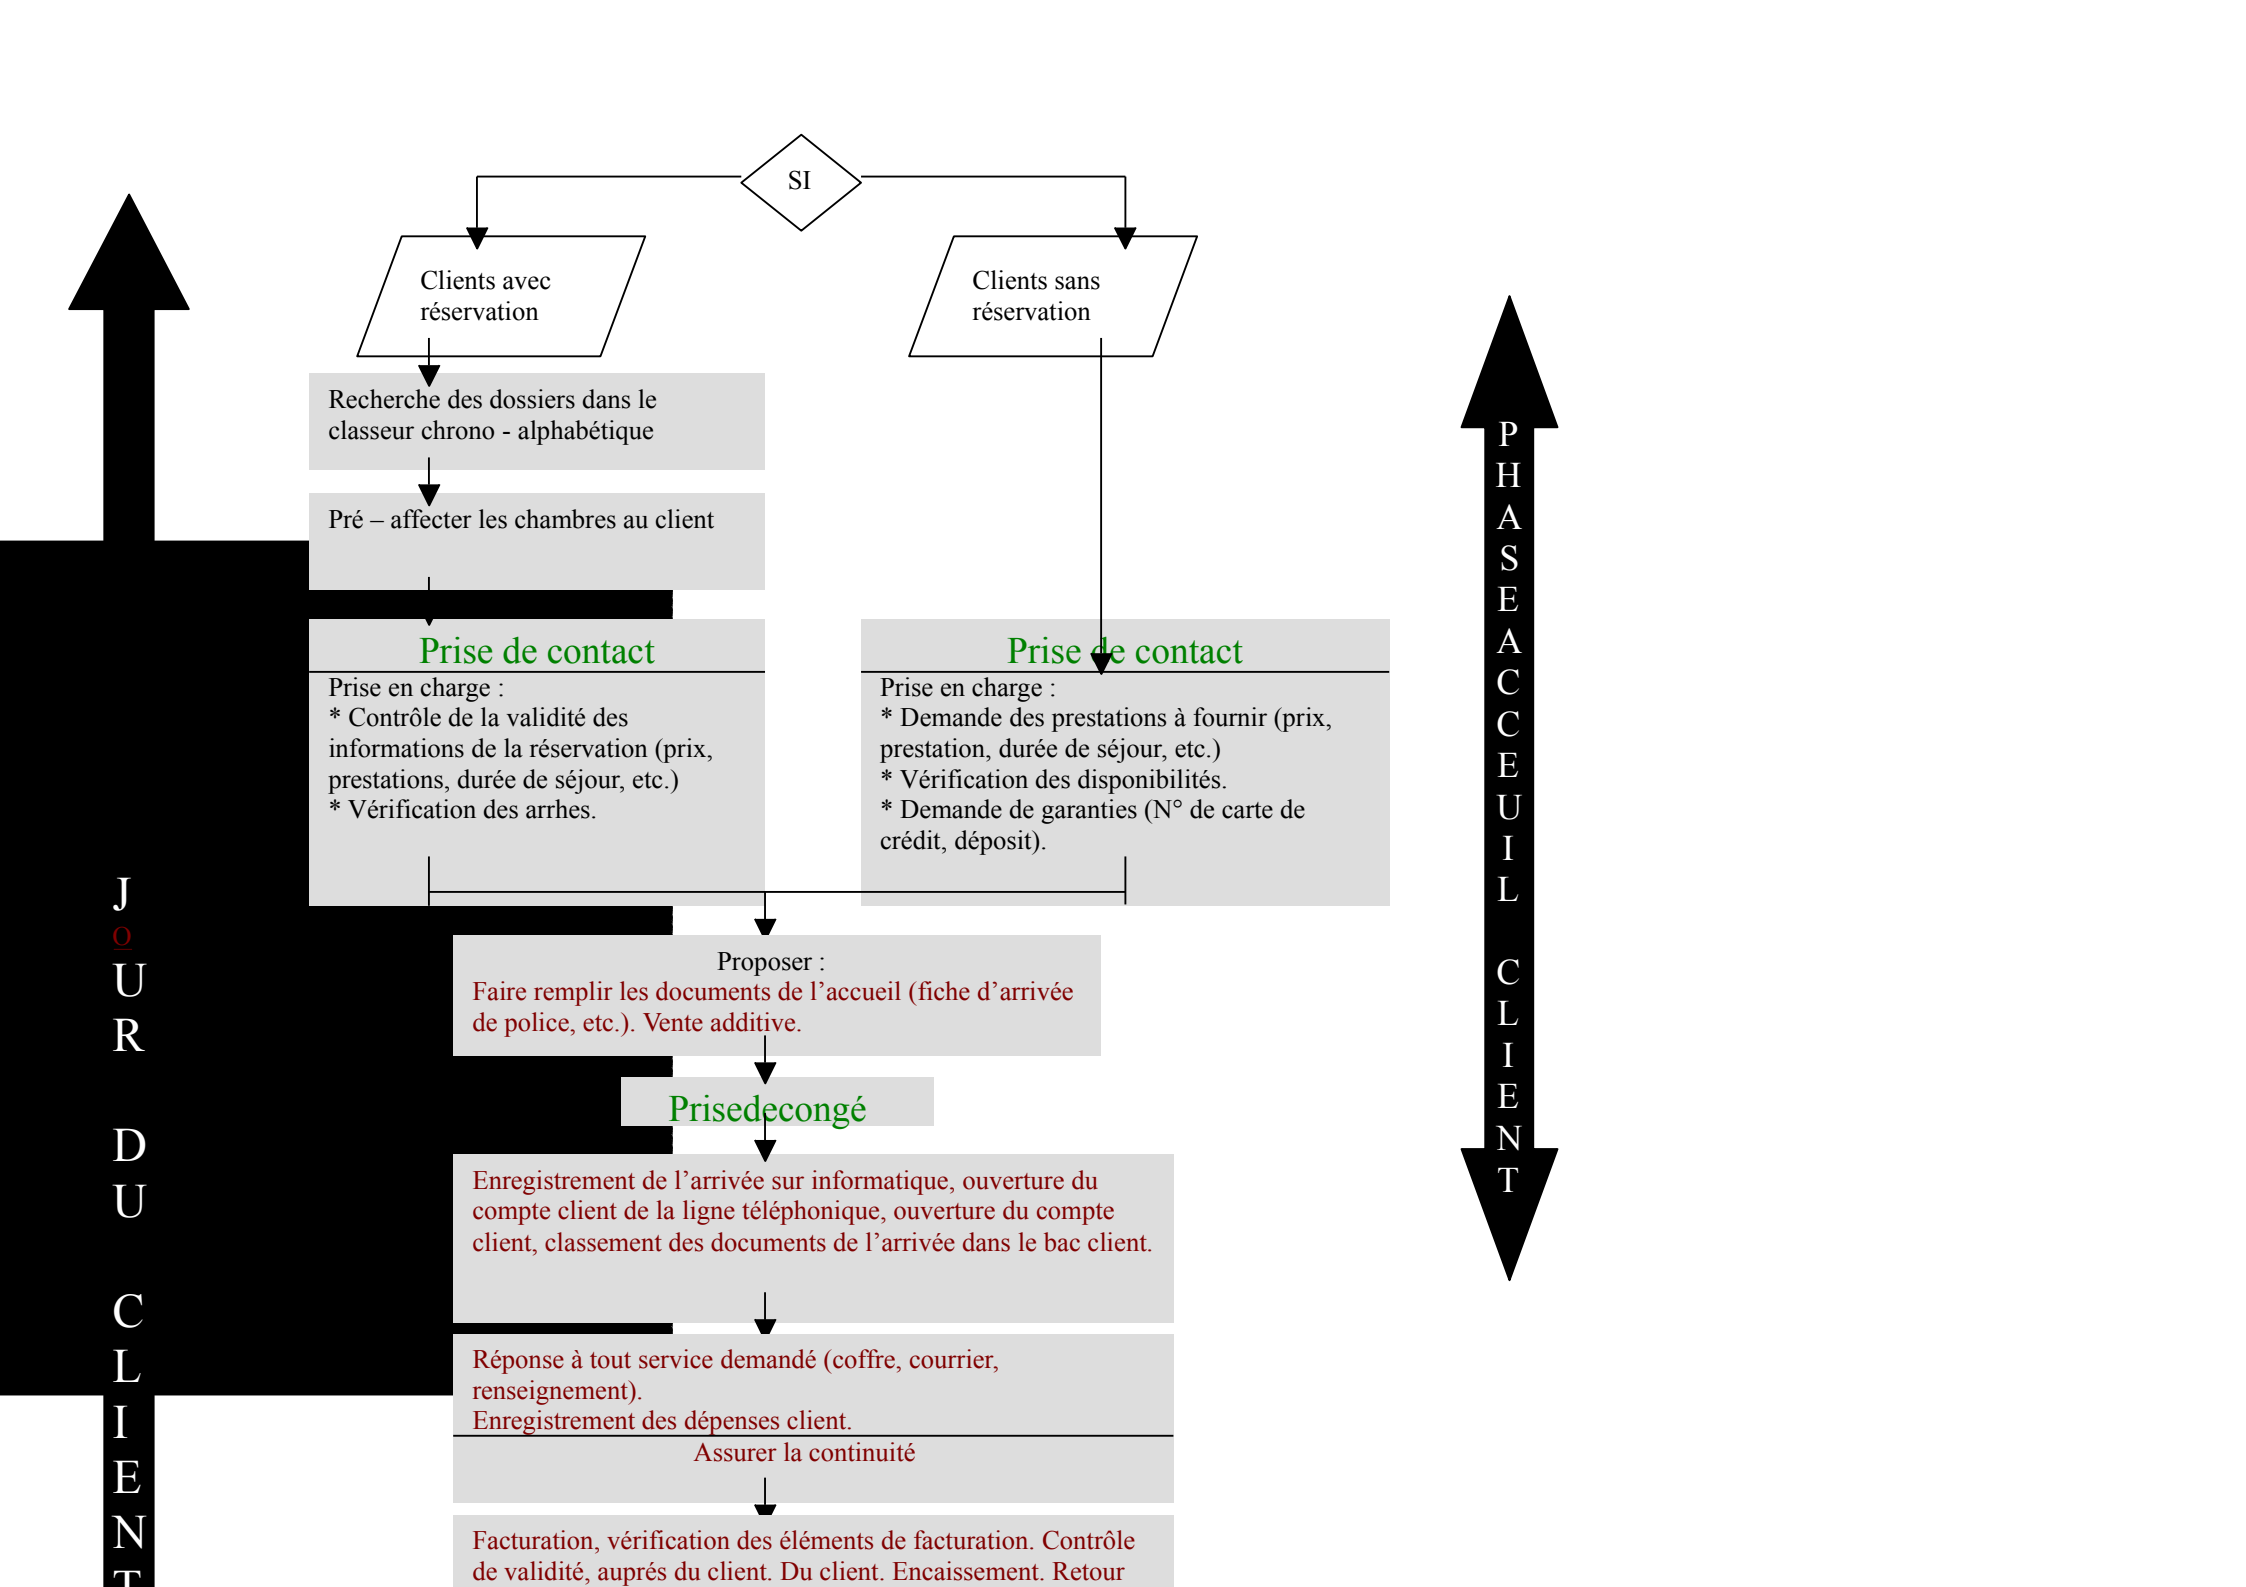 SI
Clients avec
réservation
Clients sans
réservation
Recherche des dossiers dans le
classeur chrono - alphabétique
Pré – affecter les chambres au client
Prise de contact
Prise en charge :
* Contrôle de la validité des
informations de la réservation (prix,
prestations, durée de séjour, etc.)
* Vérification des arrhes.
Prise de contact
Prise en charge :
* Demande des prestations à fournir (prix,
prestation, durée de séjour, etc.)
* Vérification des disponibilités.
* Demande de garanties (N° de carte de
crédit, déposit).
Proposer :
Faire remplir les documents de l’accueil (fiche d’arrivée
de police, etc.). Vente additive.
Prisedecongé
Enregistrement de l’arrivée sur informatique, ouverture du
compte client de la ligne téléphonique, ouverture du compte
client, classement des documents de l’arrivée dans le bac client.
Réponse à tout service demandé (coffre, courrier,
renseignement).
Enregistrement des dépenses client.
Assurer la continuité
Facturation, vérification des éléments de facturation. Contrôle
de validité, auprés du client. Du client. Encaissement. Retour
JoUR DU CLIENT
PHASEACCEUIL CLIENT